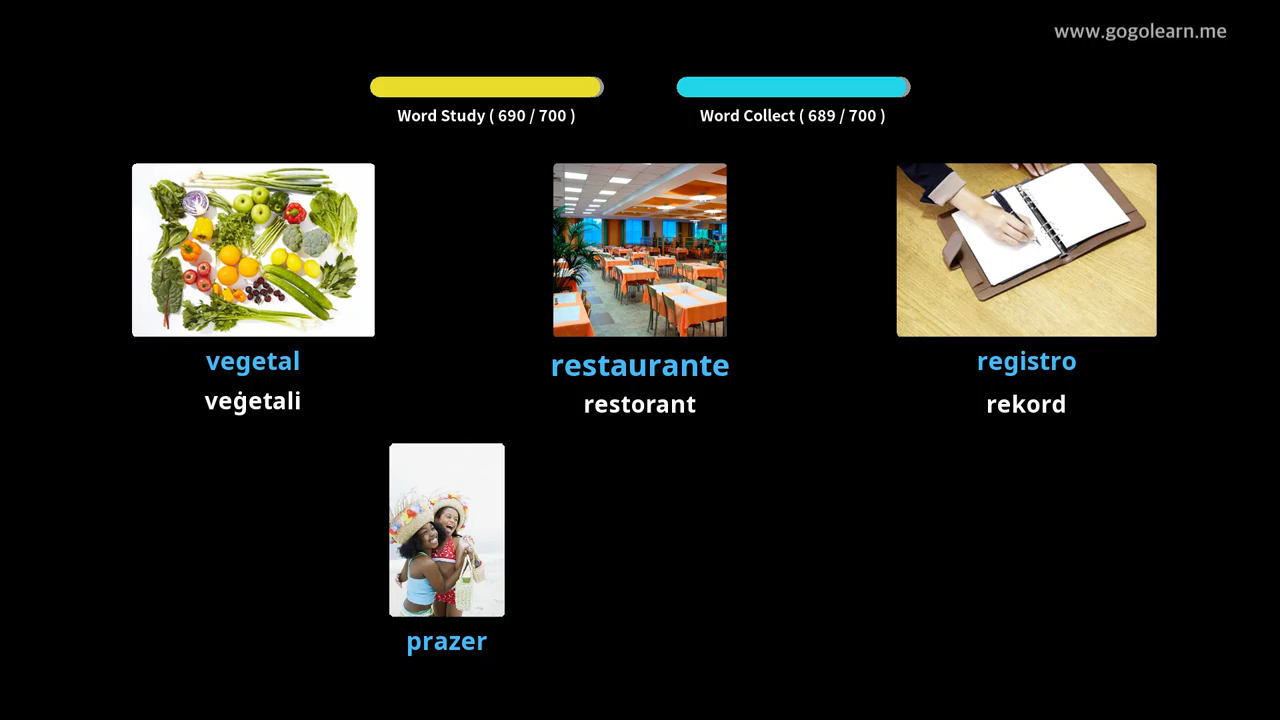 www.gogolearn.me
Word Study ( 690 / 700 )
Word Collect ( 689 / 700 )
vegetal
restaurante
registro
veġetali
restorant
rekord
prazer